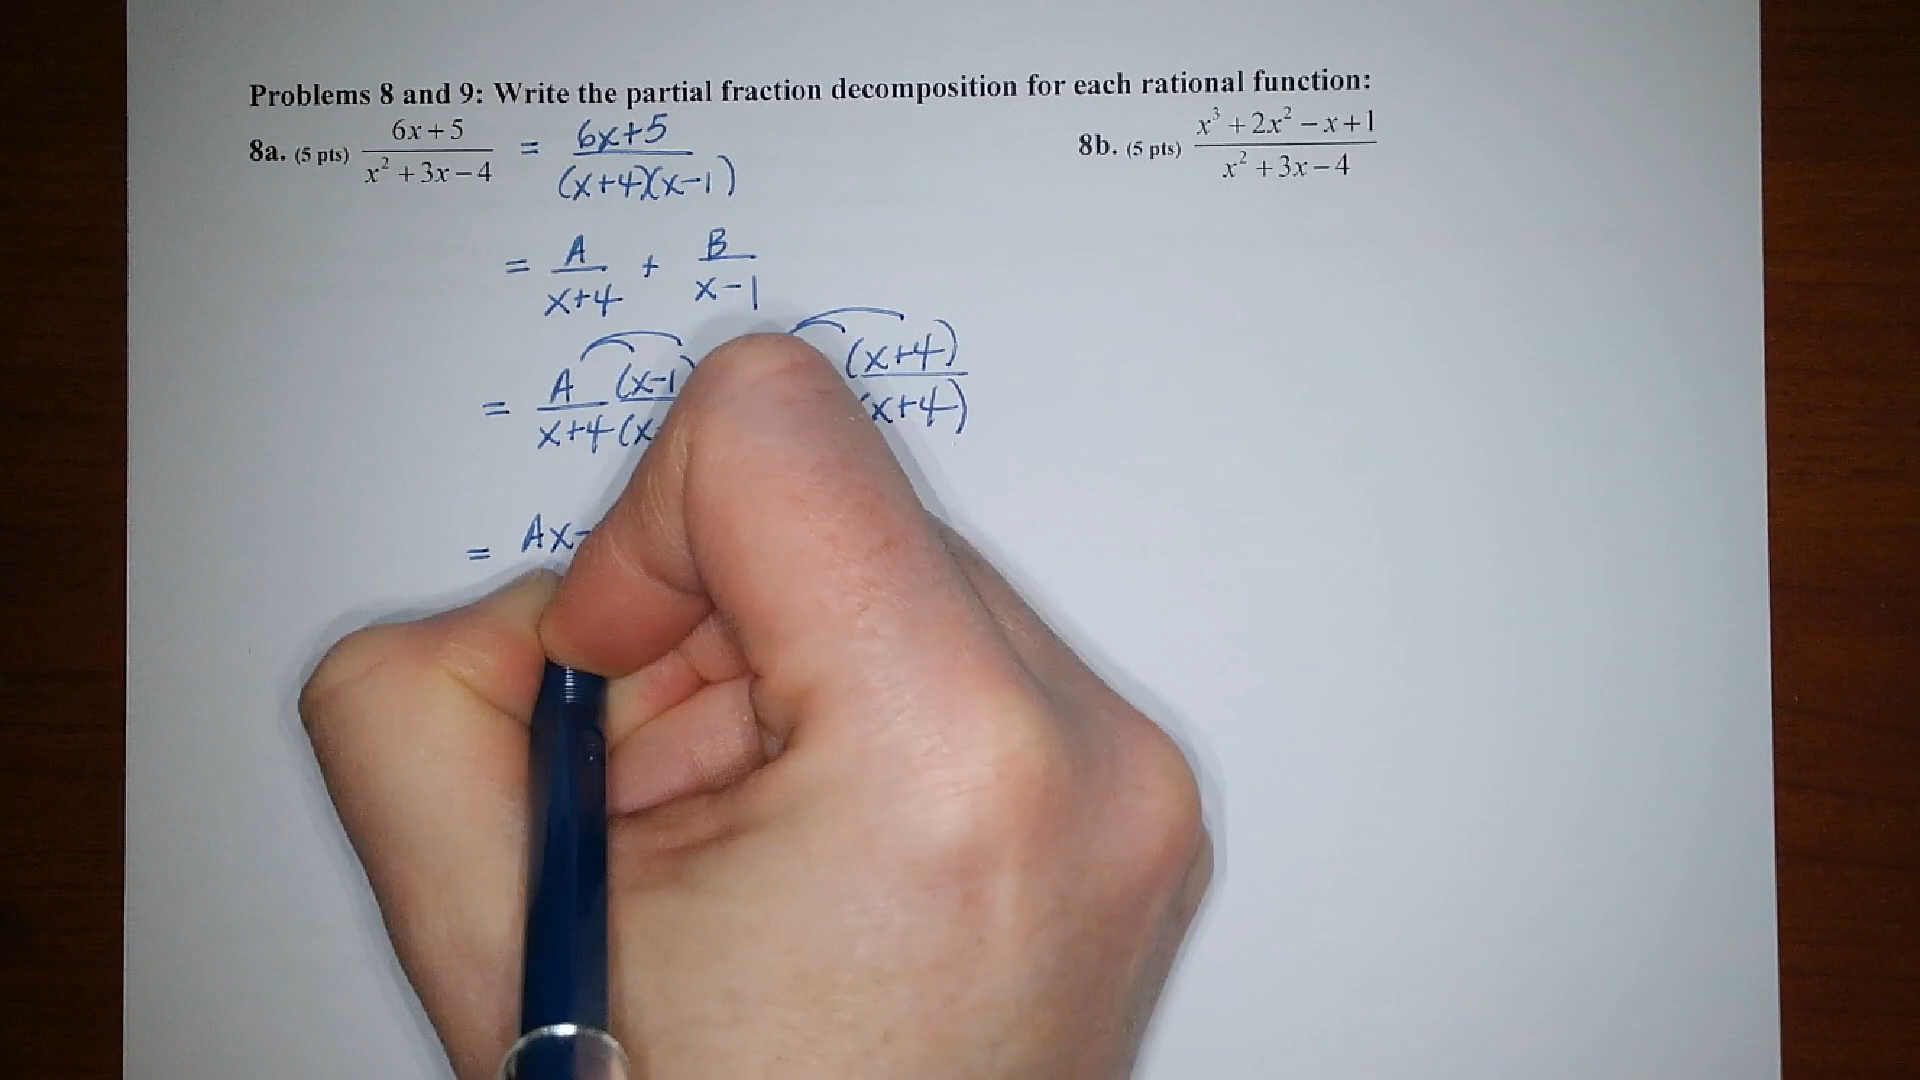 Problems 8 and 9: Write the partial fraction decomposition for each rational function:
8a. (5 pts) 6x+5 / x² + 3x − 4 = 6x+5 / (x+4)(x−1)
= A / x+4 + B / x−1
= A (x−1) / x+4 (x (x+4) / x+4)
= Ax−
8b. (5 pts) x³ + 2x² − x + 1 / x² + 3x − 4